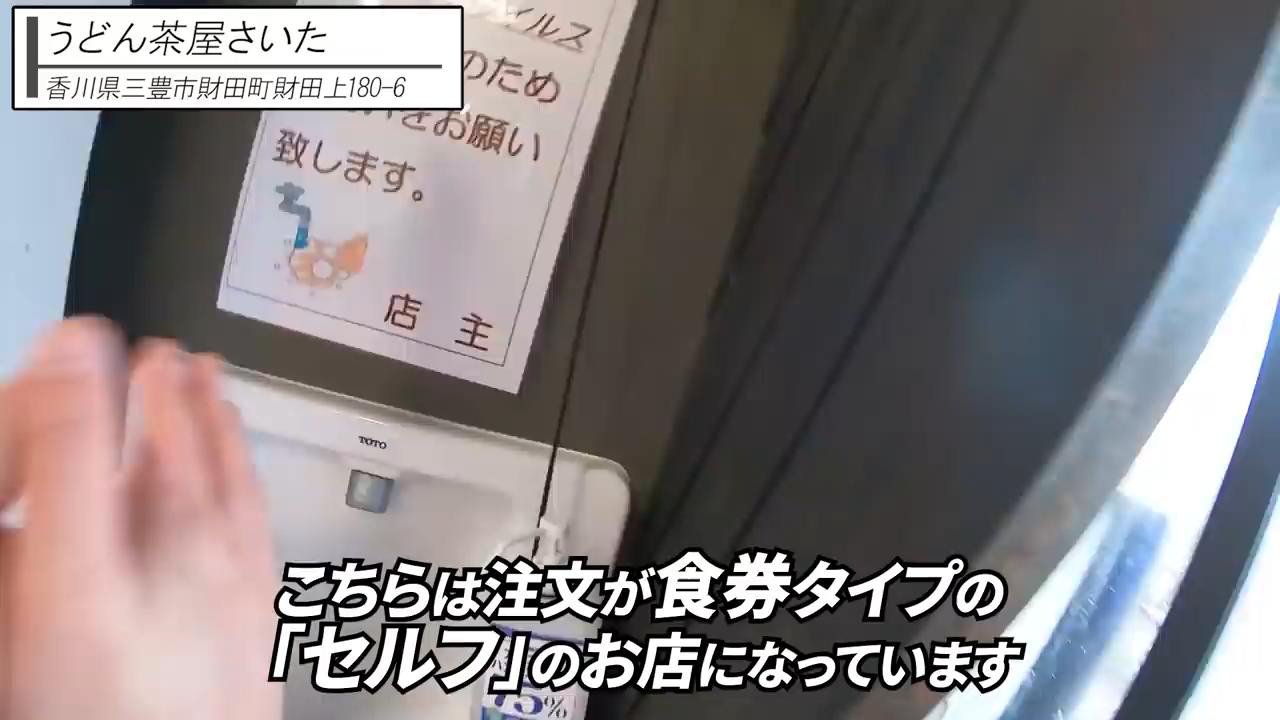 うどん茶屋さいた
香川県三豊市財田町財田上180-6
イルス
のため
をお願い
致します。
店 主
TOTO
こちらは注文が食券タイプの
「セルフ」のお店になっています
75%